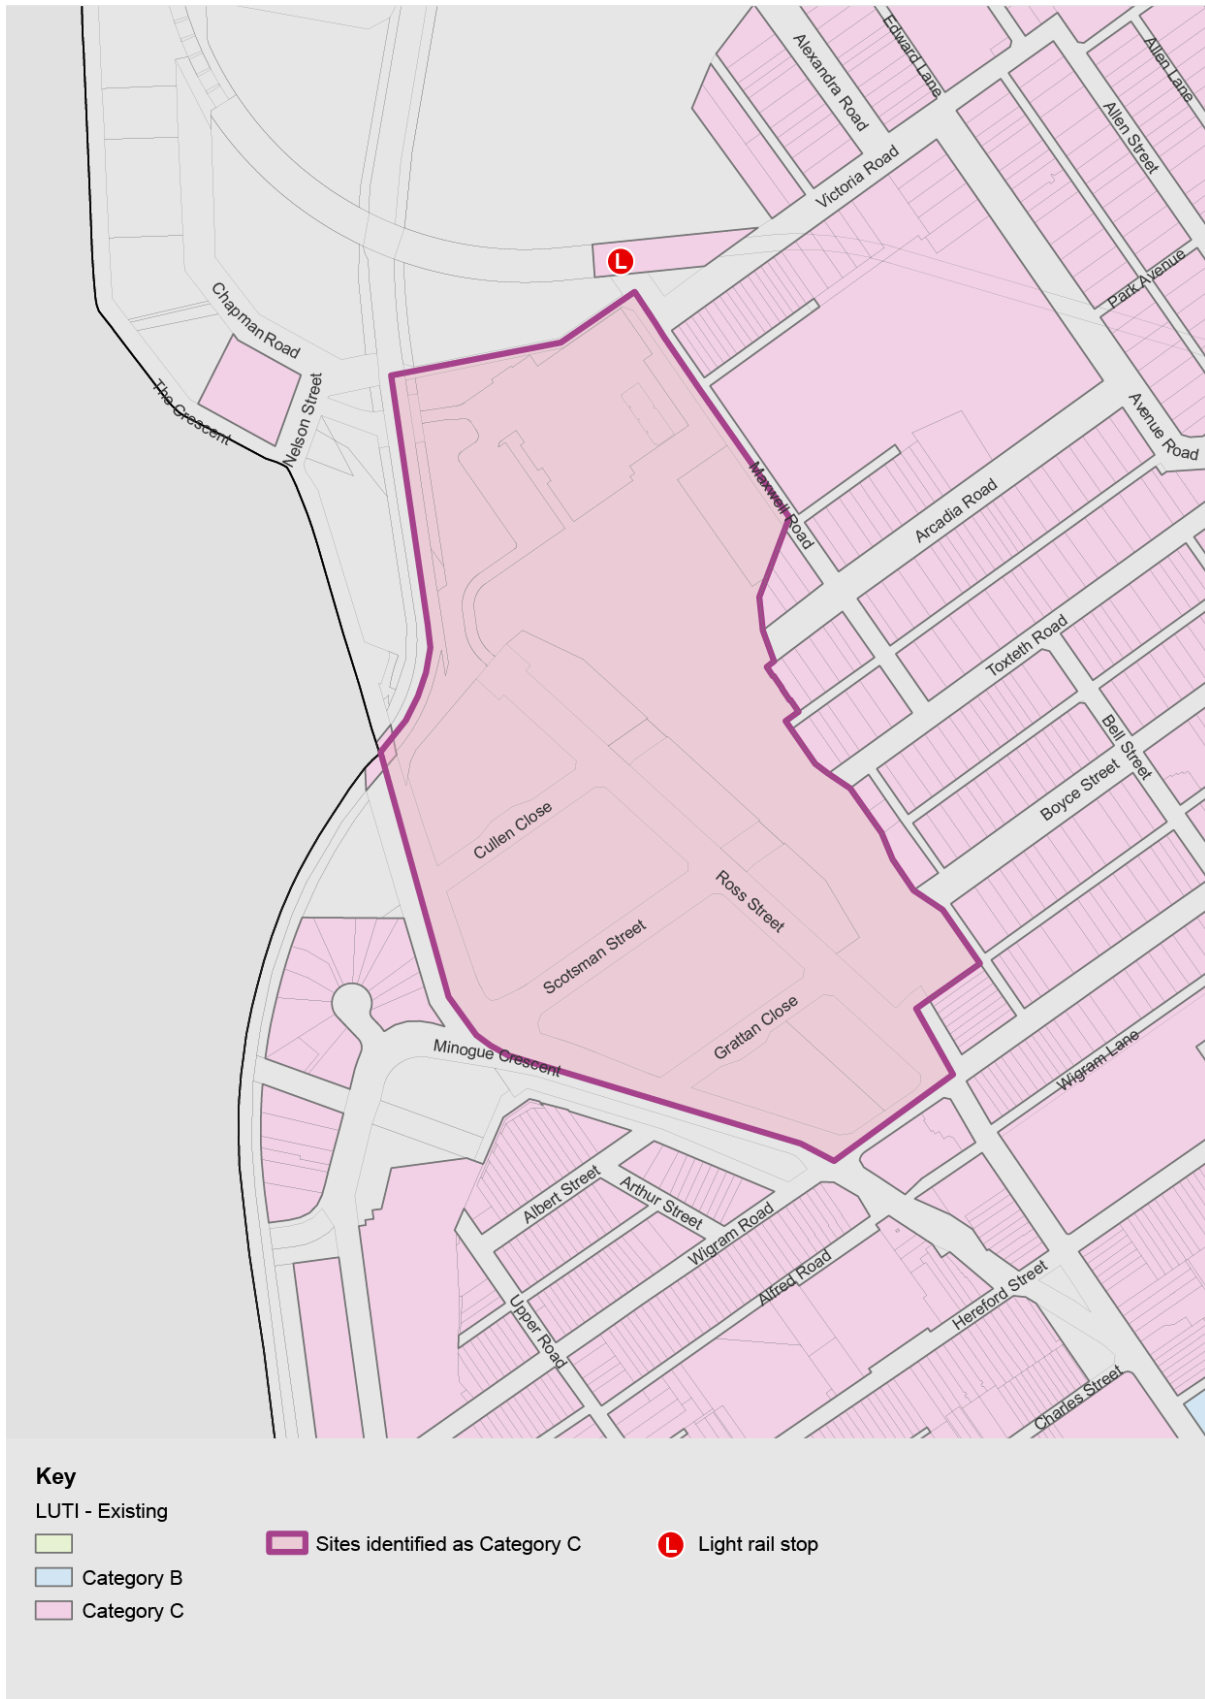 Edward Lane
Allen Lane
Alexandra Road
Allen Street
Victoria Road
Park Avenue
L
Chapman Road
The Crescent
Nelson Street
Avenue Road
Maxwell Road
Arcadia Road
Toxteth Road
Bell Street
Boyce Street
Cullen Close
Ross Street
Scotsman Street
Grattan Close
Minogue Crescent
Wigram Lane
Albert Street
Arthur Street
Wigram Road
Alfred Road
Hereford Street
Upper Road
Charles Street
Key
LUTI - Existing
Sites identified as Category C
L Light rail stop
Category B
Category C